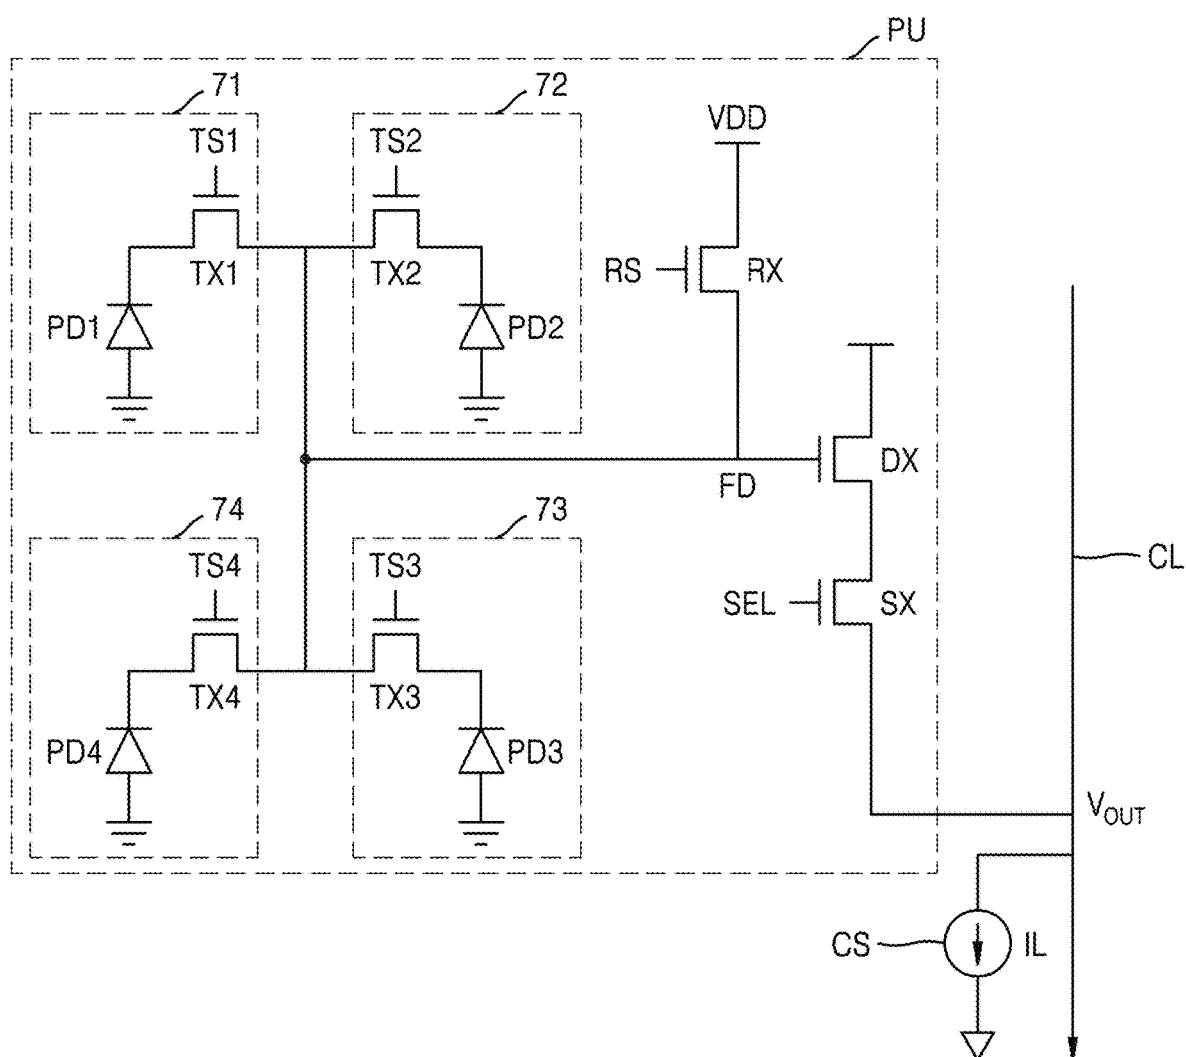 PU
71
72
TS1
TS2
VDD
TX1
TX2
RS
RX
PD1
PD2
DX
FD
74
73
TS4
TS3
CL
SEL
SX
TX4
TX3
PD4
PD3
VOUT
CS
IL